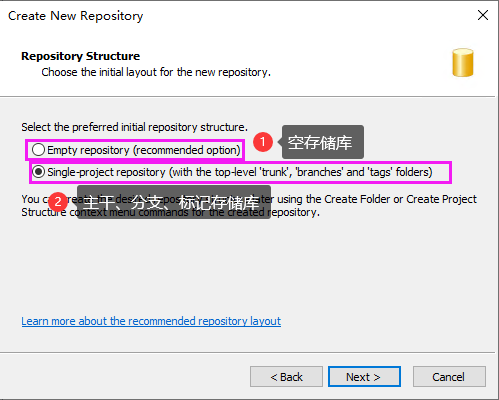 Create New Repository
Repository Structure
Choose the initial layout for the new repository.
Select the preferred initial repository structure.
Empty repository (recommended option)
1 空存储库
Single-project repository (with the top-level 'trunk', 'branches' and 'tags' folders)
You later using the Create Folder or Create Project
2 主干、分支、标记存储库
Structure context menu commands for the created repository.
Learn more about the recommended repository layout
< Back
Next >
Cancel